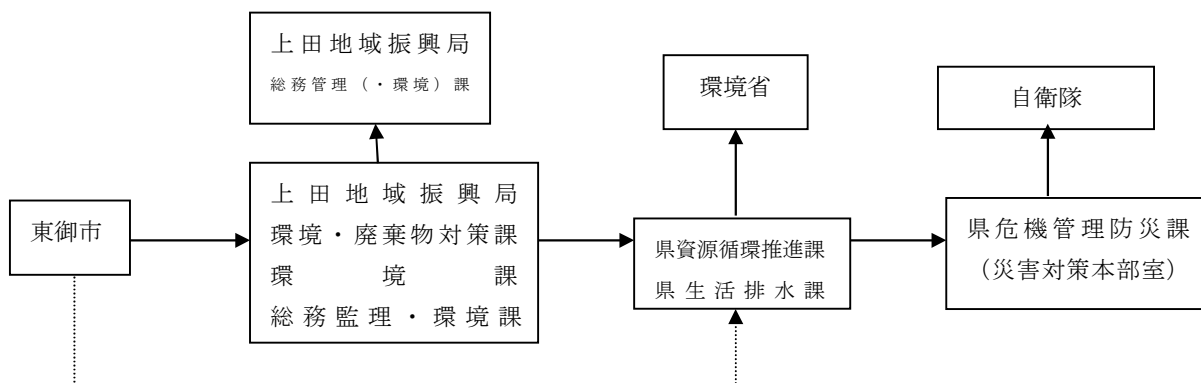 上田地域振興局
総務管理(・環境)課
環境省
自衛隊
東御市
上田地域振興局
環境・廃棄物対策課
環境課
総務監理・環境課
県資源循環推進課
県生活排水課
県危機管理防災課
(災害対策本部室)